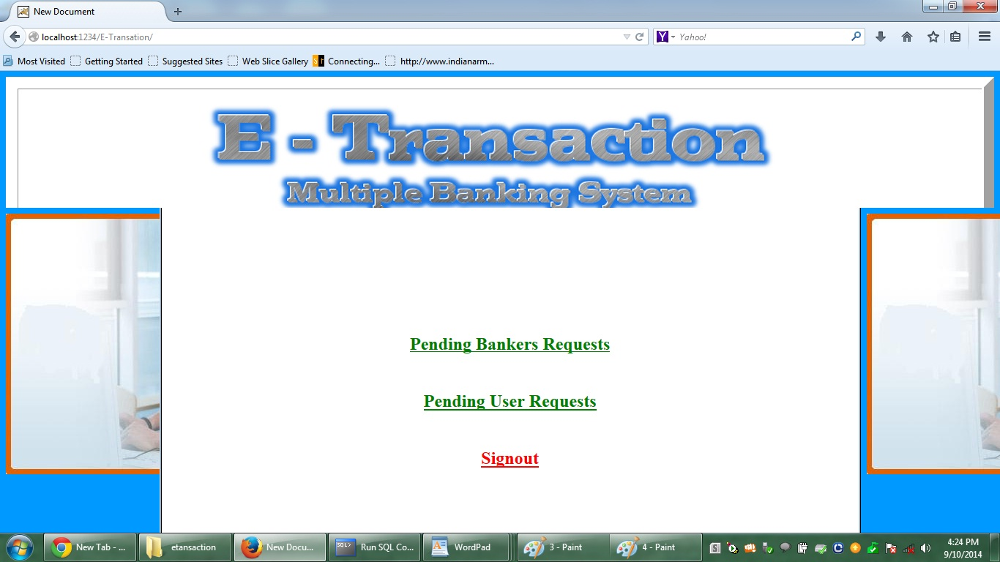 New Document
localhost:1234/E-Transation/
Yahoo!
Most Visited Getting Started Suggested Sites Web Slice Gallery Connecting... http://www.indianarm...
E - Transaction
Multiple Banking System
Pending Bankers Requests
Pending User Requests
Signout
New Tab - ... etansaction New Docu... Run SQL Co... WordPad 3 - Paint 4 - Paint
4:24 PM
9/10/2014